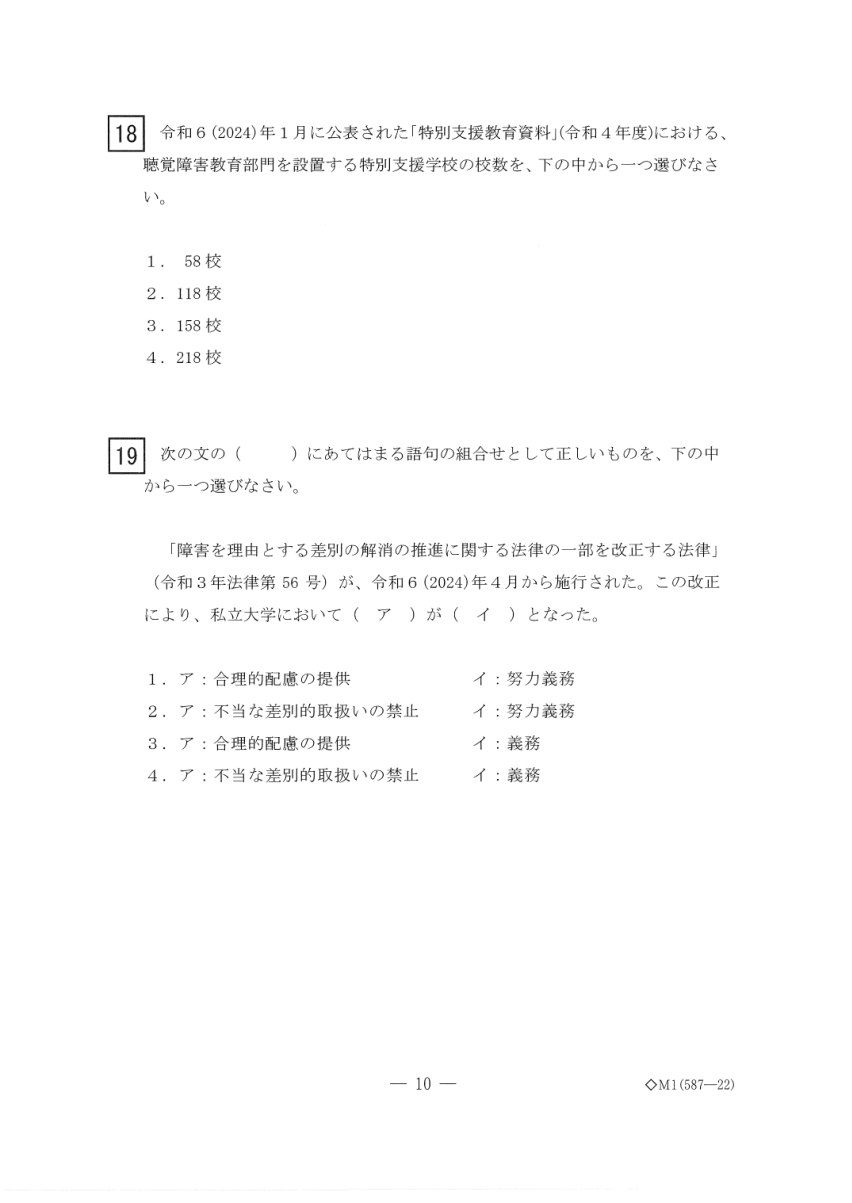 18 令和６(2024)年１月に公表された「特別支援教育資料」(令和４年度)における、
聴覚障害教育部門を設置する特別支援学校の校数を、下の中から一つ選びなさ
い。
１． 58 校
２．118 校
３．158 校
４．218 校
19 次の文の（　　　）にあてはまる語句の組合せとして正しいものを、下の中
から一つ選びなさい。
「障害を理由とする差別の解消の推進に関する法律の一部を改正する法律」
（令和３年法律第 56 号）が、令和６(2024)年４月から施行された。この改正
により、私立大学において（　ア　）が（　イ　）となった。
１．ア：合理的配慮の提供　　　イ：努力義務
２．ア：不当な差別的取扱いの禁止　　　イ：努力義務
３．ア：合理的配慮の提供　　　イ：義務
４．ア：不当な差別的取扱いの禁止　　　イ：義務
― 10 ―　　　◇M1(587―22)